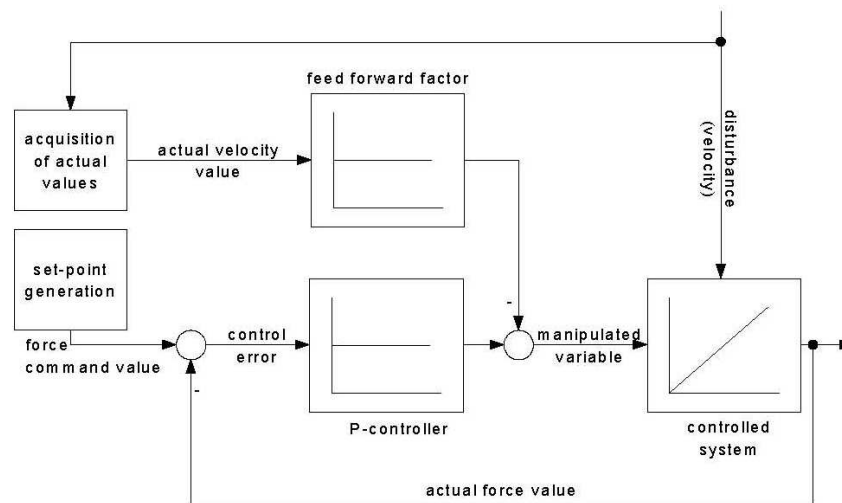 feed forward factor
acquisition
of actual
values
actual velocity
value
disturbance
(velocity)
set-point
generation
-
force
command value
control
error
manipulated
variable
-
P-controller
controlled
system
actual force value